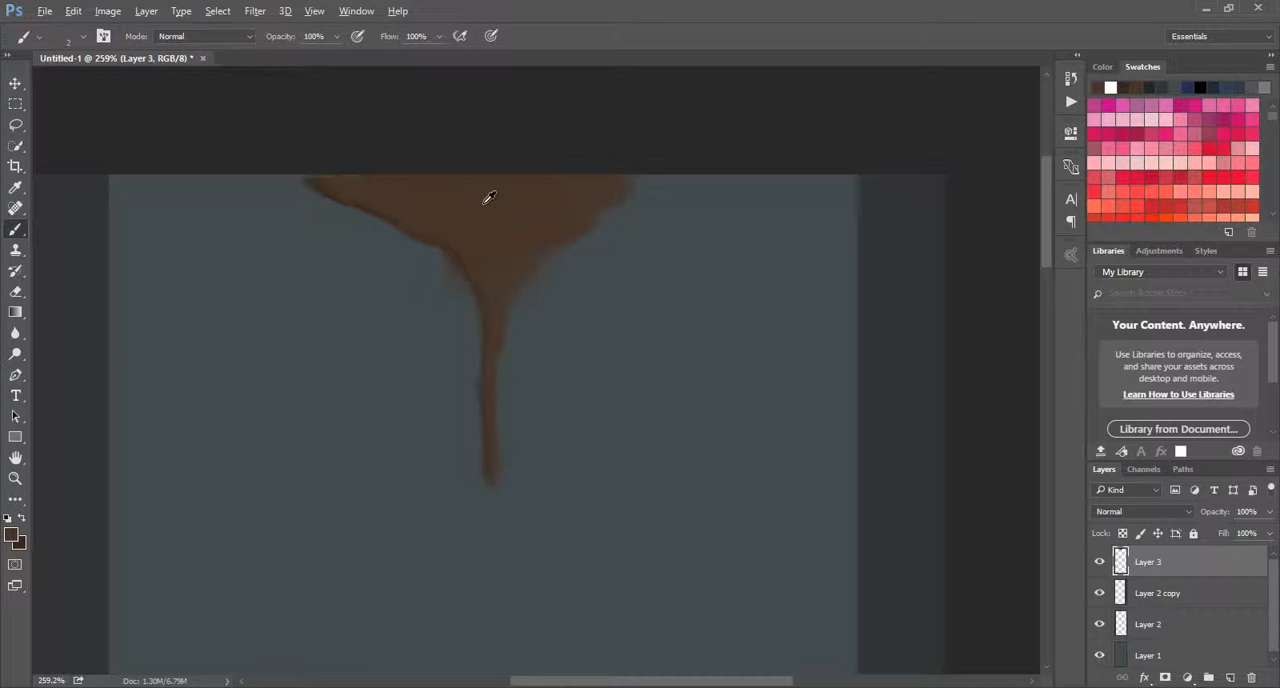 Ps File Edit Image Layer Type Select Filter 3D View Window Help
2 Mode: Normal Opacity: 100% Flow: 100% Essentials
Untitled-1 @ 259% (Layer 3, RGB/8) * ×
Color Swatches
Libraries Adjustments Styles
My Library
Search Adobe Stock
Your Content. Anywhere.
Use Libraries to organize, access,
and share your assets across
desktop and mobile.
Learn How to Use Libraries
Library from Document...
Layers Channels Paths
Kind
Normal Opacity: 100%
Lock: Fill: 100%
Layer 3
Layer 2 copy
Layer 2
Layer 1
259.2% Doc: 1.30M/6.79M